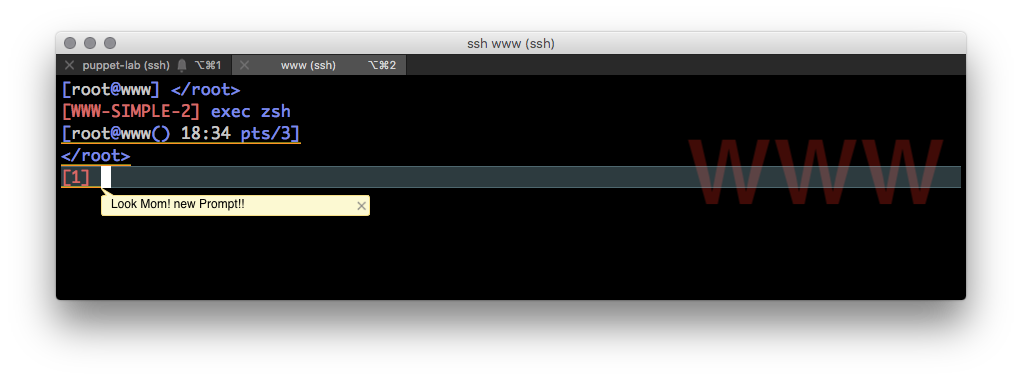 ssh www (ssh)
puppet-lab (ssh) ⌥⌘1 www (ssh) ⌥⌘2
[root@www] </root>
[WWW-SIMPLE-2] exec zsh
[root@www() 18:34 pts/3]
</root>
[1]
Look Mom! new Prompt!!
WWW